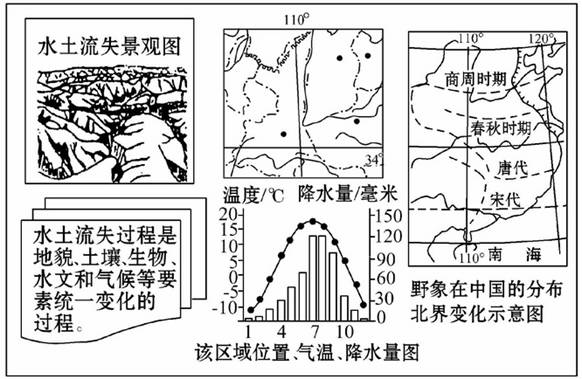 水土流失景观图
水土流失过程是
地貌、土壤、生物、
水文和气候等要
素统一变化的
过程。
110°
34°
温度/℃ 降水量/毫米
20
15
10
5
0
-5
-10
150
120
90
60
30
0
1 4 7 10
该区域位置、气温、降水量图
110° 120°
商周时期
春秋时期
唐代
宋代
110° 南 海
野象在中国的分布
北界变化示意图